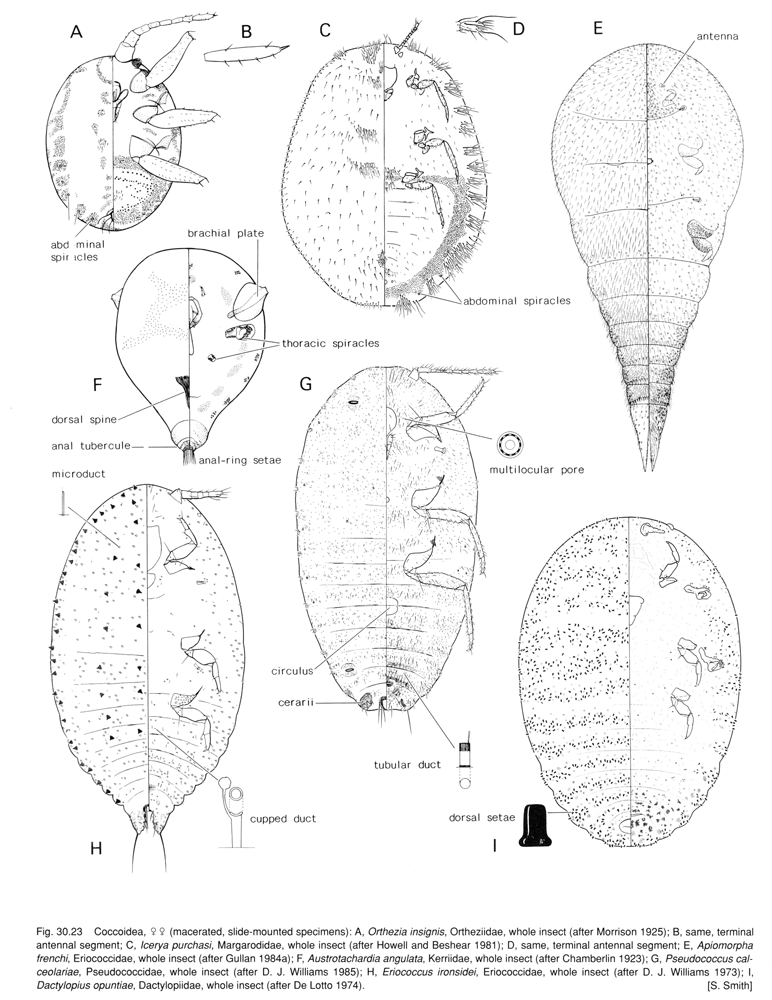 A
B
C
D
E
antenna
abd minal
spir cles
brachial plate
abdominal spiracles
thoracic spiracles
F
G
dorsal spine
anal tubercule
anal-ring setae
microduct
multilocular pore
circulus
cerarii
tubular duct
cupped duct
dorsal setae
H
I
Fig. 30.23 Coccoidea, ♀♀ (macerated, slide-mounted specimens): A, Orthezia insignis, Ortheziidae, whole insect (after Morrison 1925); B, same, terminal
antennal segment; C, Icerya purchasi, Margarodidae, whole insect (after Howell and Beshear 1981); D, same, terminal antennal segment; E, Apiomorpha
frenchi, Eriococcidae, whole insect (after Gullan 1984a); F, Austrotachardia angulata, Kerriidae, whole insect (after Chamberlin 1923); G, Pseudococcus cal-
ceolariae, Pseudococcidae, whole insect (after D. J. Williams 1985); H, Eriococcus ironsidei, Eriococcidae, whole insect (after D. J. Williams 1973); I,
Dactylopius opuntiae, Dactylopiidae, whole insect (after De Lotto 1974). [S. Smith]